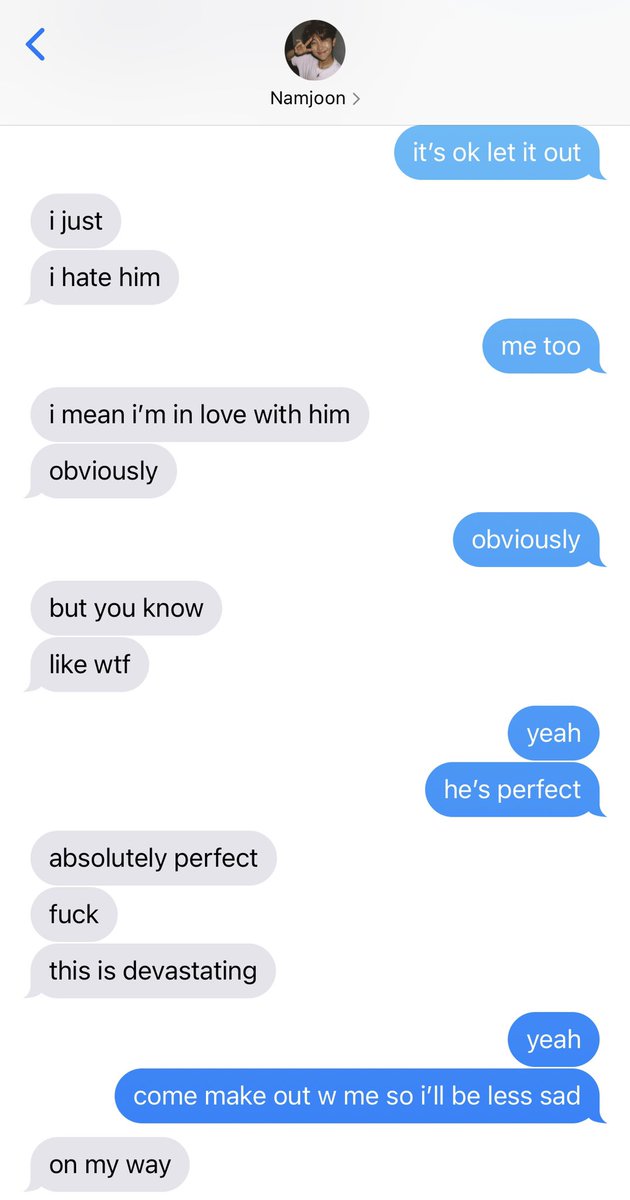 Namjoon
it’s ok let it out
i just
i hate him
me too
i mean i’m in love with him
obviously
obviously
but you know
like wtf
yeah
he’s perfect
absolutely perfect
fuck
this is devastating
yeah
come make out w me so i’ll be less sad
on my way